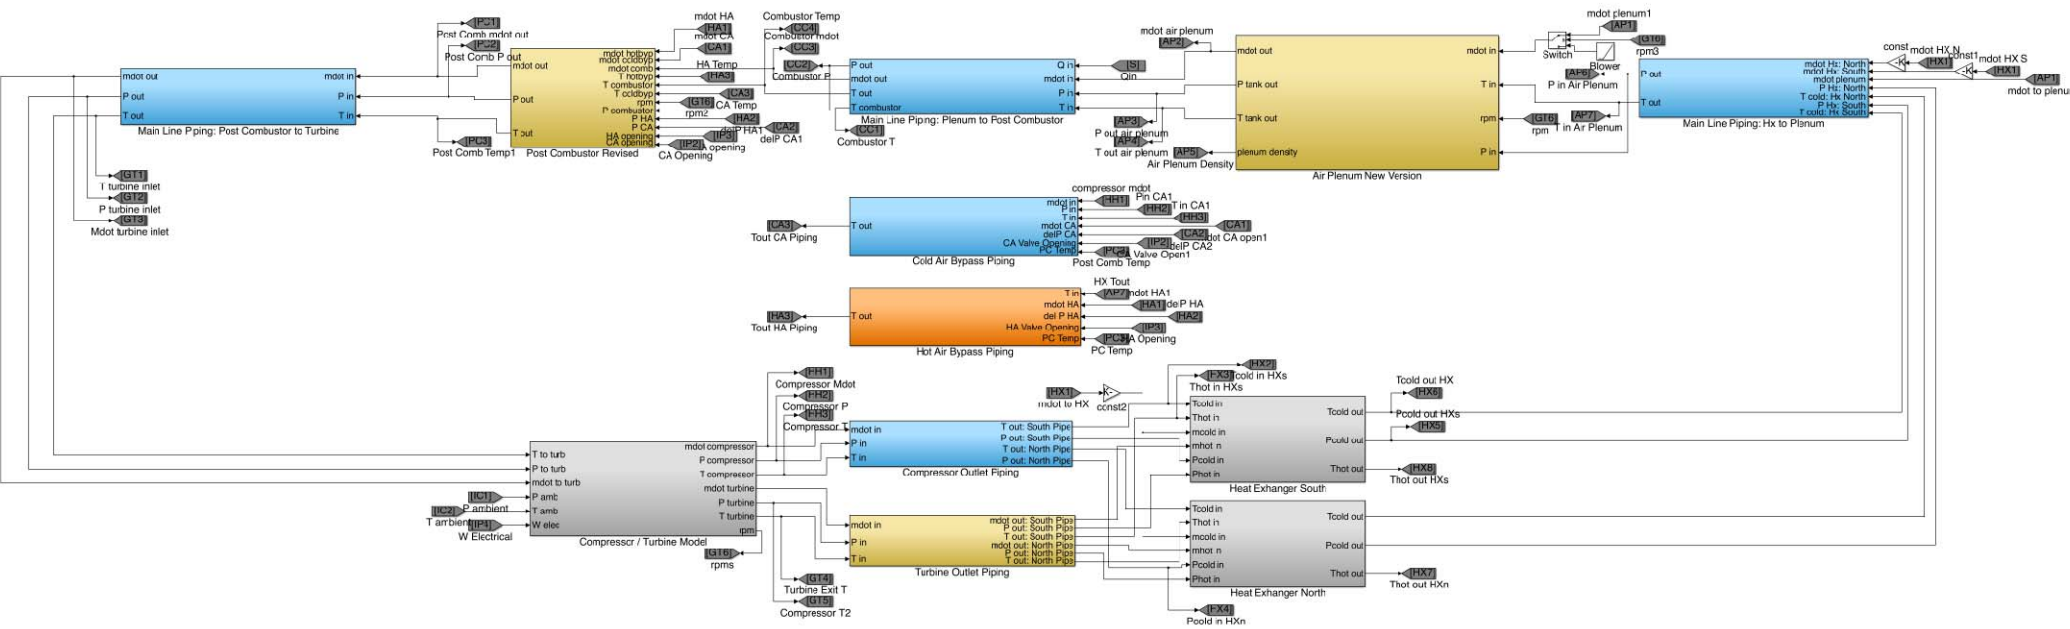 [PC1]
Post Comb mdot out
[PC2]
Post Comb P out
mdot HA
[HA1]
mdot CA
[CA1]
HA Temp
[HA3]
[CA3]
CA Temp
[GT6]
rpm2
[HA2]
delP HA1
[CA2]
delP CA1
[IP3]
[IP2]
CA Opening
mdot out
P out
T out
mdot in
P in
T in
Main Line Piping: Post Combustor to Turbine
mdot out
P out
T out
mdot hotbyp
mdot cldbyp
mdot comb
T hotbyp
T combustor
T cldbyp
rpm
P combustor
P HA
P CA
HA opening
CA opening
Post Combustor Revised
[PC3]
Post Comb Temp1
[GT1]
T turbine inlet
[GT2]
P turbine inlet
[GT3]
Mdot turbine inlet
Combustor Temp
[CC4]
Combustor mdot
[CC3]
[CC2]
Combustor P
P out
mdot out
T out
T combustor
Q in
mdot in
P in
T in
Main Line Piping: Plenum to Post Combustor
[CC1]
Combustor T
[S]
Qin
mdot air plenum
[AP2]
[AP3]
P out air plenum
[AP4]
T out air plenum
[AP5]
Air Plenum Density
mdot out
P tank out
T tank out
plenum density
mdot in
T in
rpm
P in
Air Plenum New Version
mdot plenum1
[AP1]
[GT6]
rpm3
Switch
Blower
[AP6]
P in Air Plenum
[AP7]
T in Air Plenum
[GT6]
rpm
P out
T out
mdot Hx: North
mdot Hx: South
mdot plenum
P Hx: North
T cold: Hx North
P Hx: South
T cold: Hx South
Main Line Piping: Hx to Plenum
const
-K-
mdot HX N
[HX1]
const1
-K-
mdot HX S
[HX1]
[AP1]
mdot to plenu
compressor mdot
[HH1]
Pin CA1
[HH2]
T in CA1
[HH3]
[CA1]
mdot CA open1
[CA2]
delP CA2
[IP2]
CA Valve Open1
[PC3]
Post Comb Temp
[CA3]
Tout CA Piping
T out
mdot in
P in
T in
mdot CA
delP CA
CA Valve Opening
PC Temp
Cold Air Bypass Piping
HX Tout
[AP7]
mdot HA1
[HA1]
delP HA
[HA2]
[IP3]
HA Opening
[PC3]
PC Temp
[HA3]
Tout HA Piping
T out
T in
mdot HA
del P HA
HA Valve Opening
PC Temp
Hot Air Bypass Piping
[HH1]
Compressor Mdot
[HH2]
Compressor P
[HH3]
Compressor T
T to turb
P to turb
mdot to turb
P amb
T amb
W elec
mdot compressor
P compressor
T compressor
mdot turbine
P turbine
T turbine
rpm
Compressor / Turbine Model
[IC1]
P ambient
[IC2]
T ambient
[IP4]
W Electrical
[GT6]
rpms
[GT4]
Turbine Exit T
[GT5]
Compressor T2
mdot in
P in
T in
T out: South Pipe
P out: South Pipe
T out: North Pipe
P out: North Pipe
Compressor Outlet Piping
mdot in
P in
T in
mdot out: South Pipe
P out: South Pipe
T out: South Pipe
mdot out: North Pipe
P out: North Pipe
T out: North Pipe
Turbine Outlet Piping
[HX1]
mdot to HX
K-
const2
[HX2]
Tcold in HXs
[HX3]
Thot in HXs
Tcold in
Thot in
mcold in
mhot in
Pcold in
Phot in
Tcold out
Pcold out
Thot out
Heat Exhanger South
Tcold out HX
[HX6]
Pcold out HXs
[HX5]
[HX8]
Thot out HXs
Tcold in
Thot in
mcold in
mhot in
Pcold in
Phot in
Tcold out
Pcold out
Thot out
Heat Exhanger North
[HX7]
Thot out HXn
[HX4]
Pcold in HXn